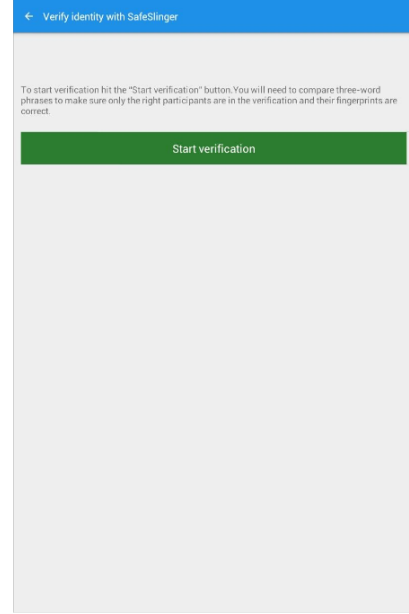 Verify identity with SafeSlinger
To start verification hit the "Start verification" button.You will need to compare three-word
phrases to make sure only the right participants are in the verification and their fingerprints are
correct.
Start verification